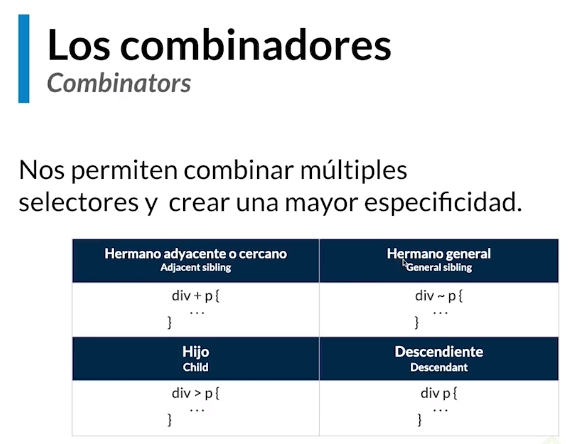 Los combinadores
Combinators
Nos permiten combinar múltiples
selectores y crear una mayor especificidad.
Hermano adyacente o cercano
Adjacent sibling
Hermano general
General sibling
div + p {
...
}
div ~ p {
...
}
Hijo
Child
Descendiente
Descendant
div > p {
...
}
div p {
...
}